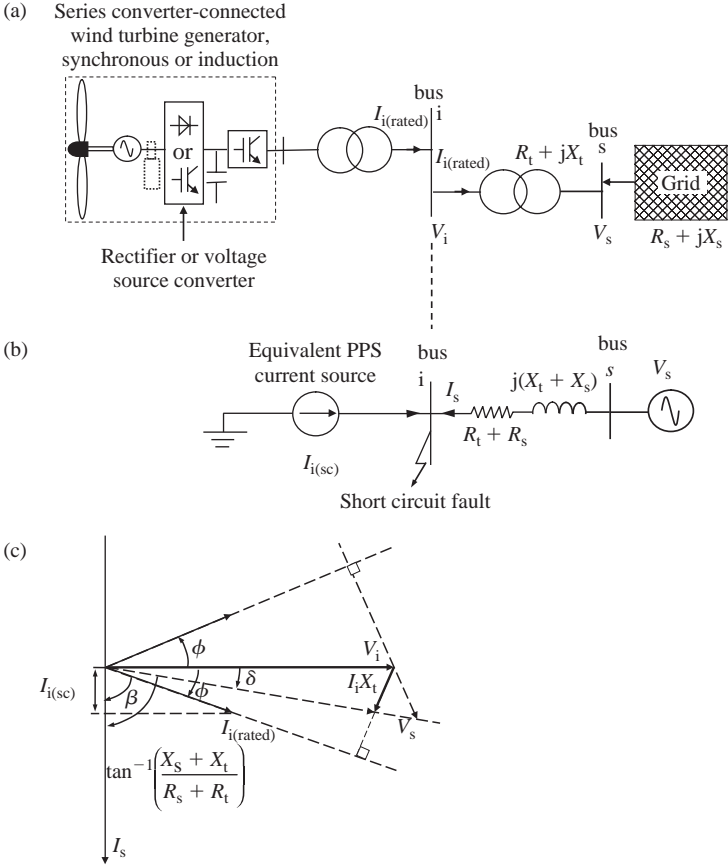 (a)
Series converter-connected
wind turbine generator,
synchronous or induction
or
Rectifier or voltage
source converter
I_i(rated)
bus
i
I_i(rated)
V_i
R_t + jX_t
bus
s
V_s
Grid
R_s + jX_s
(b)
Equivalent PPS
current source
I_i(sc)
bus
i
I_s
R_t + R_s
j(X_t + X_s)
bus
s
V_s
Short circuit fault
(c)
ϕ
V_i
I_iX_t
δ
ϕ
β
I_i(sc)
I_i(rated)
V_s
tan⁻¹(X_S + X_t / R_s + R_t)
I_s